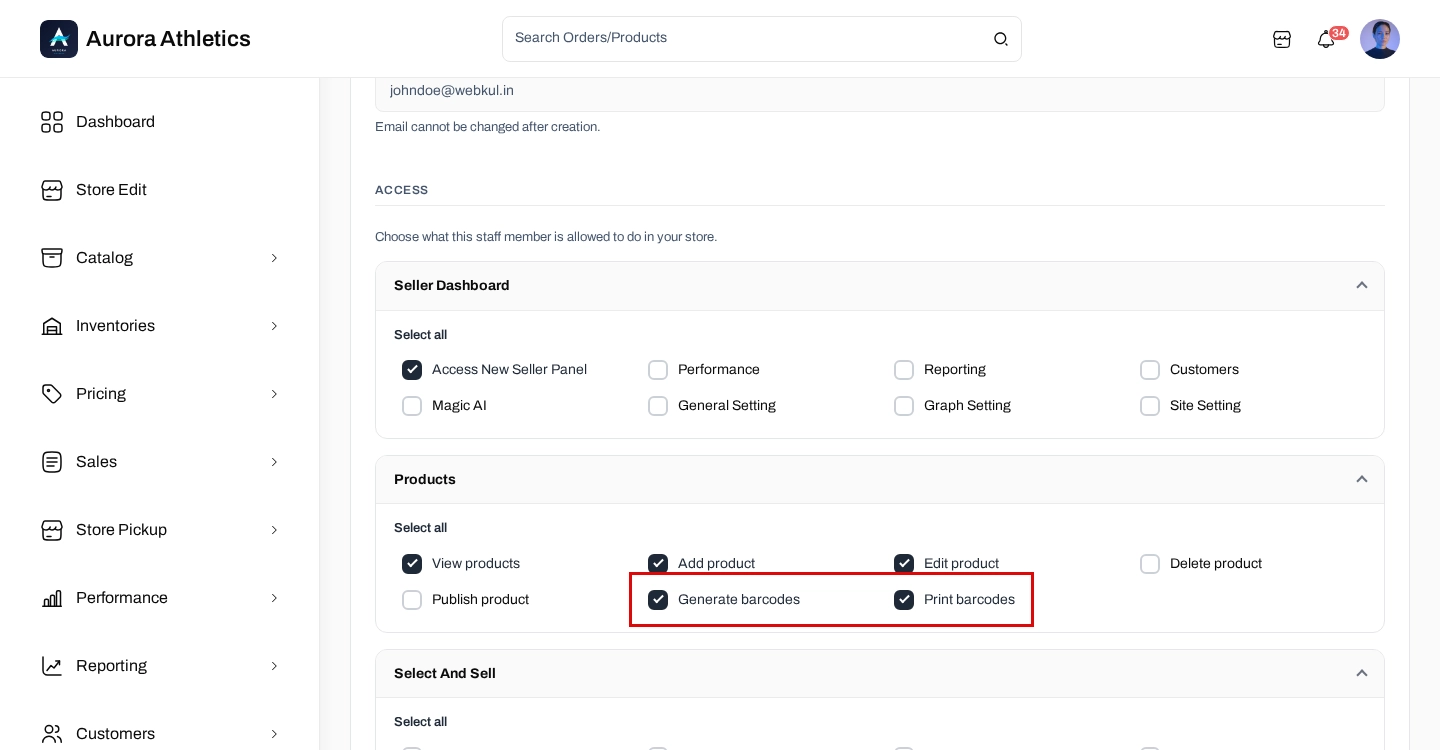 Aurora Athletics
Search Orders/Products
34
johndoe@webkul.in
Email cannot be changed after creation.
Dashboard
Store Edit
Catalog
Inventories
Pricing
Sales
Store Pickup
Performance
Reporting
Customers
ACCESS
Choose what this staff member is allowed to do in your store.
Seller Dashboard
Select all
Access New Seller Panel Performance Reporting Customers
Magic AI General Setting Graph Setting Site Setting
Products
Select all
View products Add product Edit product Delete product
Publish product Generate barcodes Print barcodes
Select And Sell
Select all